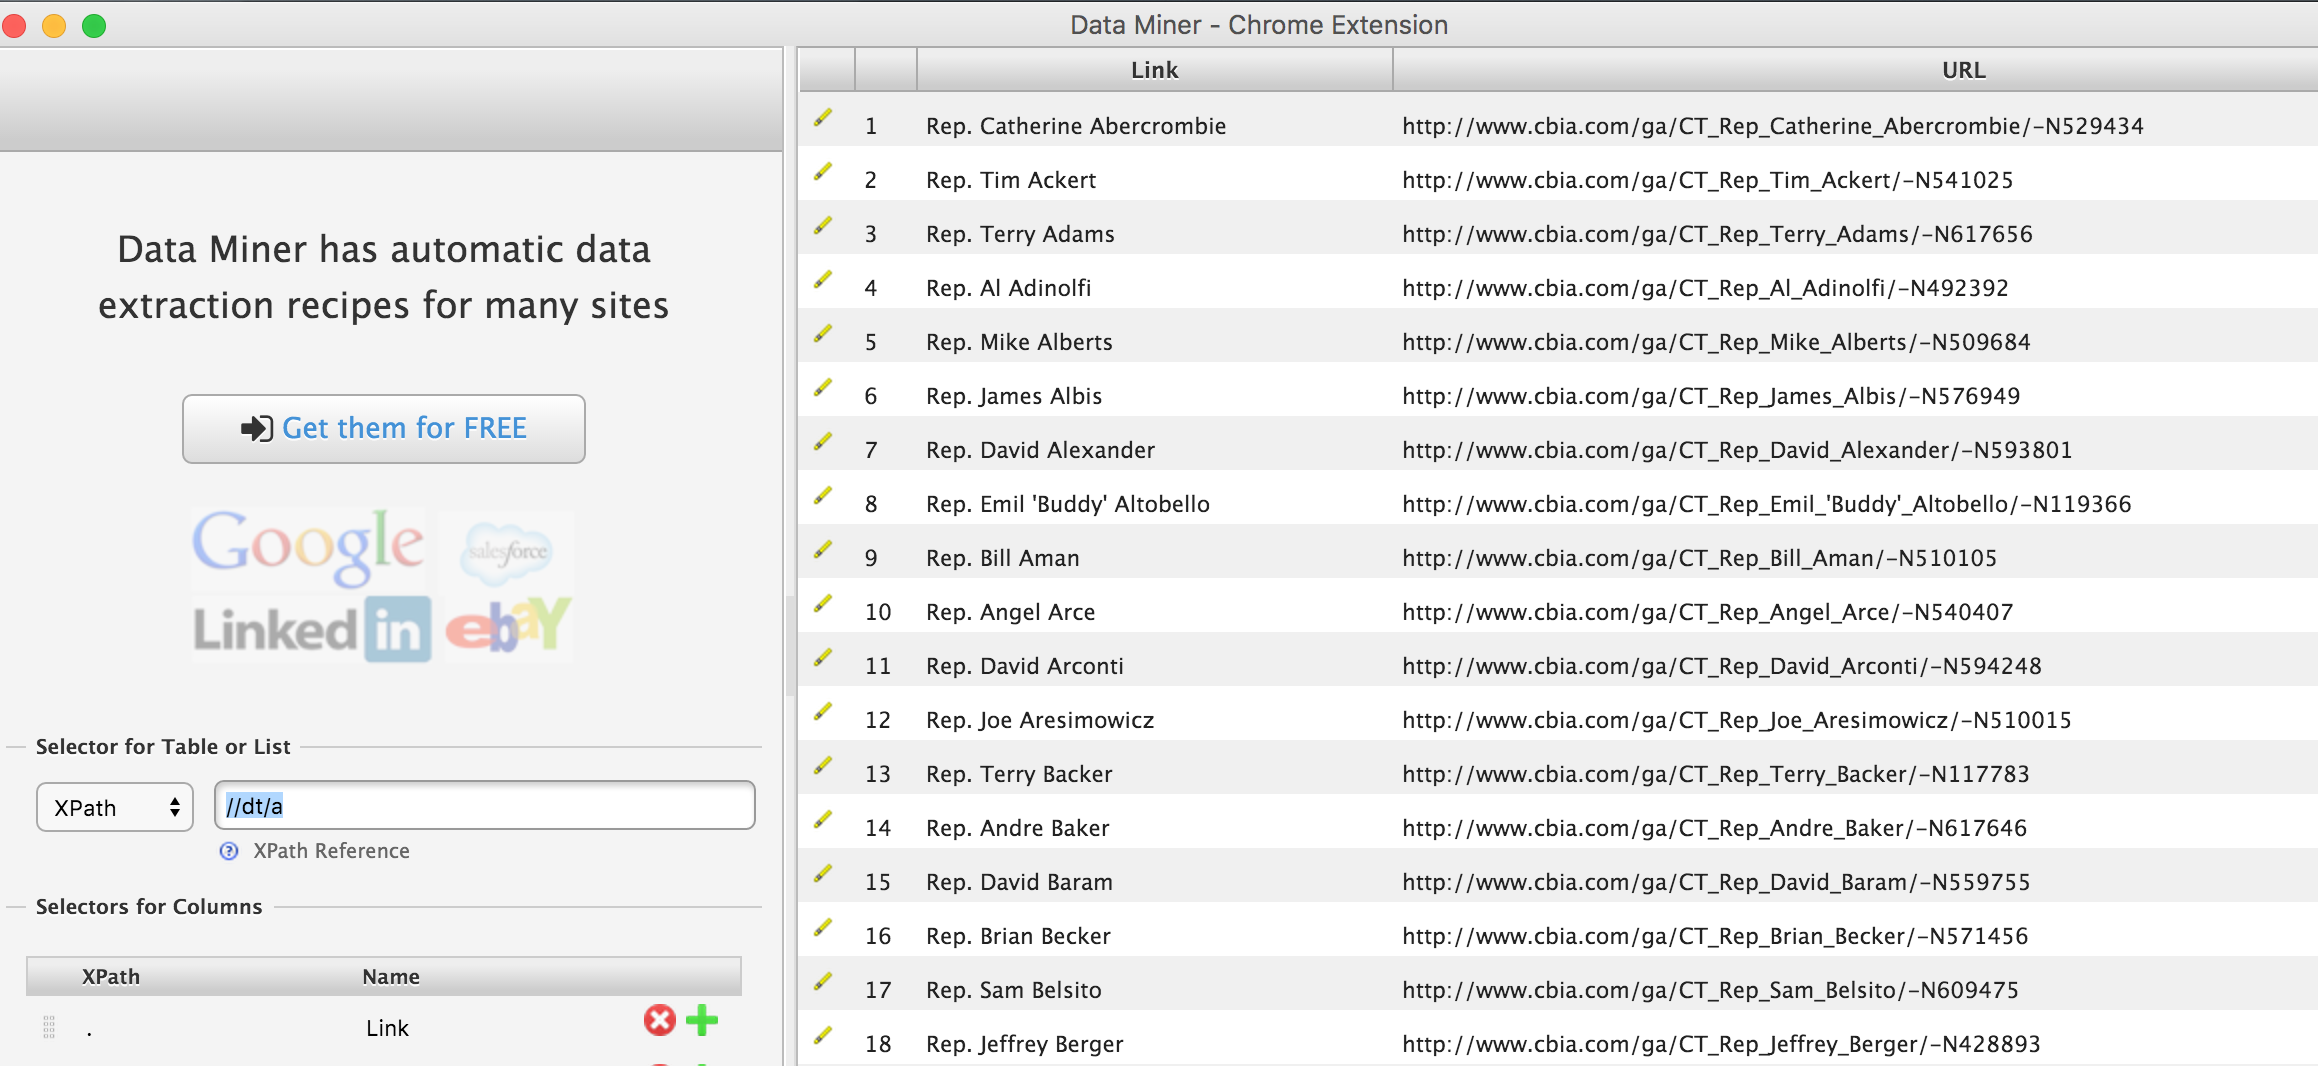 Data Miner - Chrome Extension
Data Miner has automatic data
extraction recipes for many sites
Get them for FREE
Google
salesforce
Linked in
ebay
Selector for Table or List
XPath
//dt/a
? XPath Reference
Selectors for Columns
XPath Name
. Link
Link URL
1 Rep. Catherine Abercrombie http://www.cbia.com/ga/CT_Rep_Catherine_Abercrombie/-N529434
2 Rep. Tim Ackert http://www.cbia.com/ga/CT_Rep_Tim_Ackert/-N541025
3 Rep. Terry Adams http://www.cbia.com/ga/CT_Rep_Terry_Adams/-N617656
4 Rep. Al Adinolfi http://www.cbia.com/ga/CT_Rep_Al_Adinolfi/-N492392
5 Rep. Mike Alberts http://www.cbia.com/ga/CT_Rep_Mike_Alberts/-N509684
6 Rep. James Albis http://www.cbia.com/ga/CT_Rep_James_Albis/-N576949
7 Rep. David Alexander http://www.cbia.com/ga/CT_Rep_David_Alexander/-N593801
8 Rep. Emil 'Buddy' Altobello http://www.cbia.com/ga/CT_Rep_Emil_'Buddy'_Altobello/-N119366
9 Rep. Bill Aman http://www.cbia.com/ga/CT_Rep_Bill_Aman/-N510105
10 Rep. Angel Arce http://www.cbia.com/ga/CT_Rep_Angel_Arce/-N540407
11 Rep. David Arconti http://www.cbia.com/ga/CT_Rep_David_Arconti/-N594248
12 Rep. Joe Aresimowicz http://www.cbia.com/ga/CT_Rep_Joe_Aresimowicz/-N510015
13 Rep. Terry Backer http://www.cbia.com/ga/CT_Rep_Terry_Backer/-N117783
14 Rep. Andre Baker http://www.cbia.com/ga/CT_Rep_Andre_Baker/-N617646
15 Rep. David Baram http://www.cbia.com/ga/CT_Rep_David_Baram/-N559755
16 Rep. Brian Becker http://www.cbia.com/ga/CT_Rep_Brian_Becker/-N571456
17 Rep. Sam Belsito http://www.cbia.com/ga/CT_Rep_Sam_Belsito/-N609475
18 Rep. Jeffrey Berger http://www.cbia.com/ga/CT_Rep_Jeffrey_Berger/-N428893